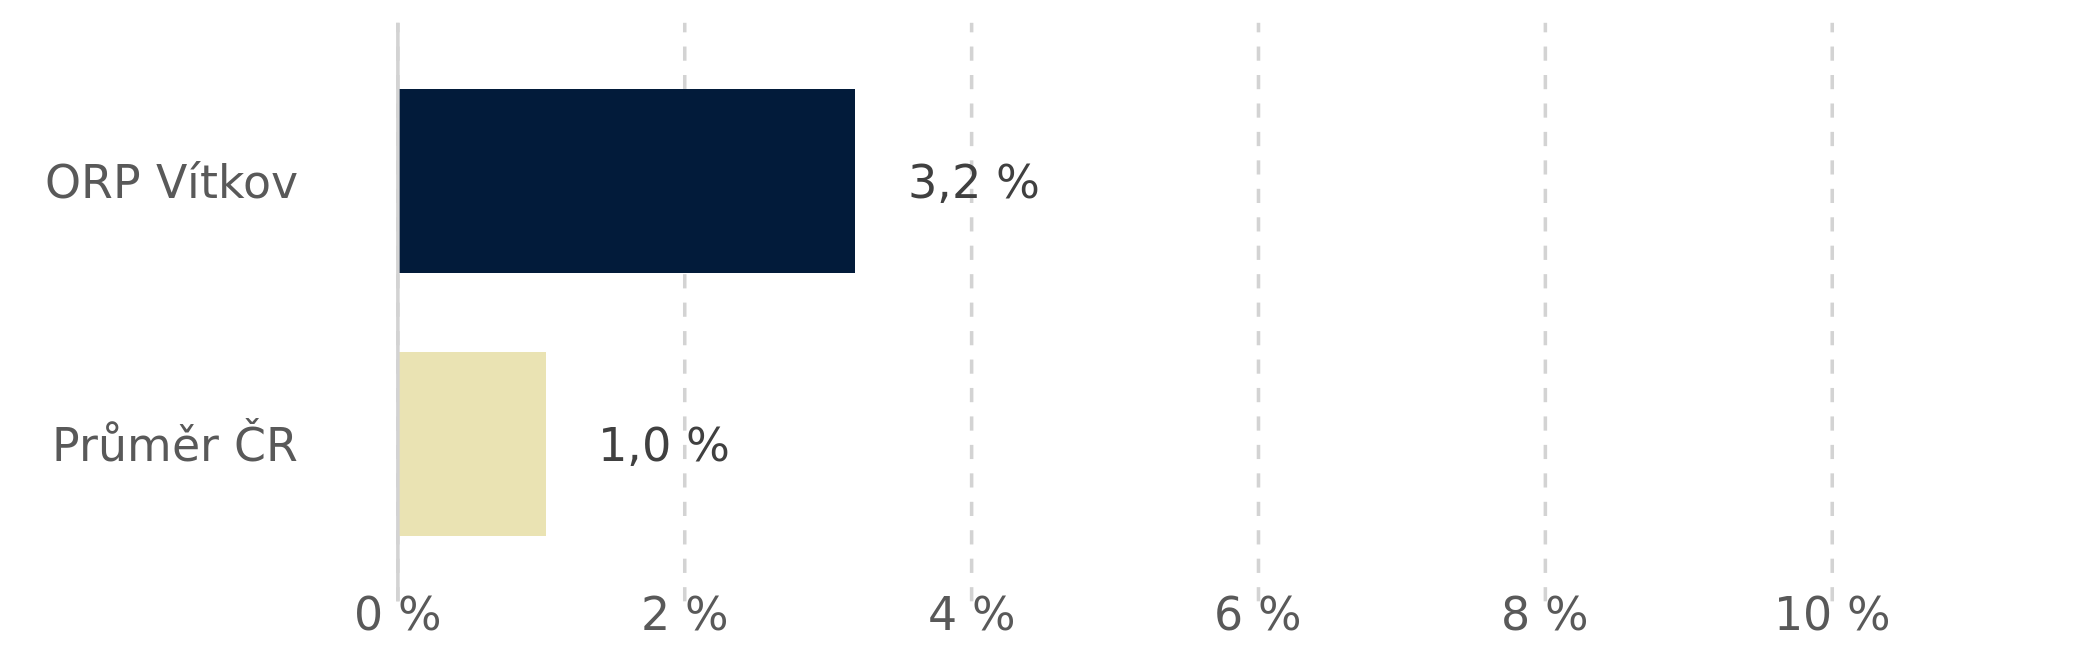 ORP Vítkov
3,2 %
Průměr ČR
1,0 %
0 % 2 % 4 % 6 % 8 % 10 %